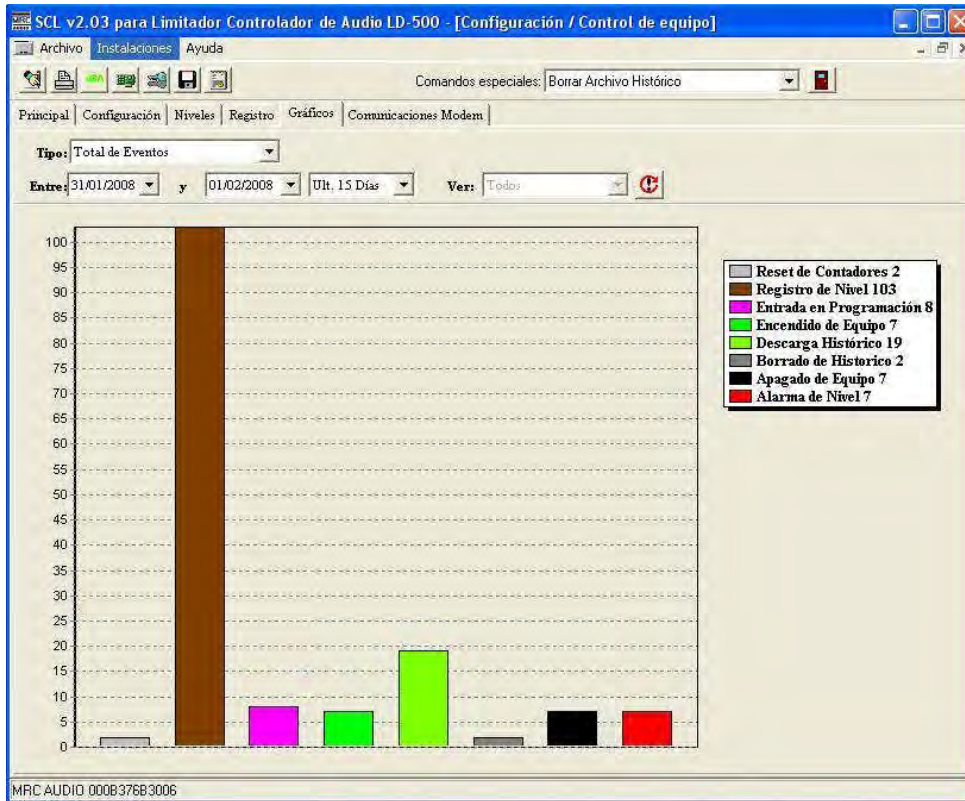 SCL v2.03 para Limitador Controlador de Audio LD-500 - [Configuración / Control de equipo]
Archivo Instalaciones Ayuda
Comandos especiales: Borrar Archivo Histórico
Principal Configuración Niveles Registro Gráficos Comunicaciones Modem
Tipo: Total de Eventos
Entre: 31/01/2008 y 01/02/2008 Ult. 15 Días Ver: Todos
100
95
90
85
80
75
70
65
60
55
50
45
40
35
30
25
20
15
10
5
0
Reset de Contadores 2
Registro de Nivel 103
Entrada en Programación 8
Encendido de Equipo 7
Descarga Histórico 19
Borrado de Historico 2
Apagado de Equipo 7
Alarma de Nivel 7
MRC AUDIO 000B376B3006